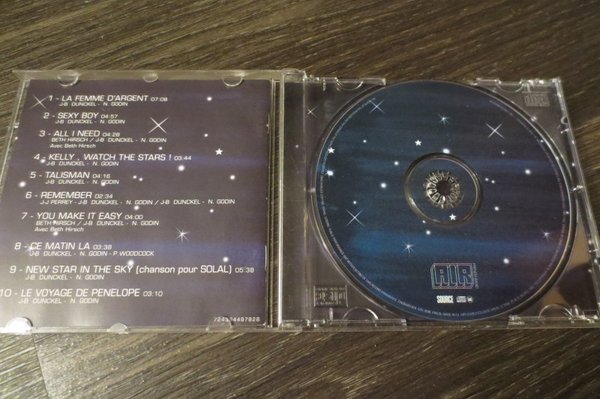 1 - LA FEMME D'ARGENT 07:08
J-B DUNCKEL - N. GODIN
2 - SEXY BOY 04:57
J-B DUNCKEL - N. GODIN
3 - ALL I NEED 04:28
BETH HIRSCH / J-B DUNCKEL - N. GODIN
Avec Beth Hirsch
4 - KELLY, WATCH THE STARS ! 03:44
J-B DUNCKEL - N. GODIN
5 - TALISMAN 04:16
J-B DUNCKEL - N. GODIN
6 - REMEMBER 02:34
J-J PERREY - J-B DUNCKEL - N. GODIN / J-B DUNCKEL - N. GODIN
7 - YOU MAKE IT EASY 04:00
BETH HIRSCH / J-B DUNCKEL - N. GODIN
Avec Beth Hirsch
8 - CE MATIN LA 03:38
J-B DUNCKEL - N. GODIN - P.WOODCOCK
9 - NEW STAR IN THE SKY (chanson pour SOLAL) 05:38
J-B DUNCKEL - N. GODIN
10 - LE VOYAGE DE PENELOPE 03:10
J-B DUNCKEL - N. GODIN
AIR
SOURCE